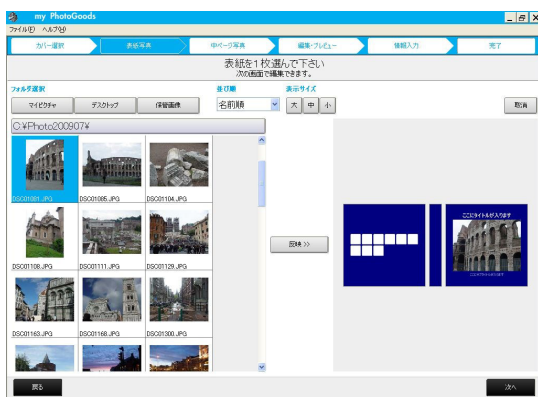 my PhotoGoods
ファイル(F) ヘルプ(H)
カバー選択 表紙写真 中ページ写真 編集・プレビュー 情報入力 完了
表紙を1枚選んで下さい
次の画面で編集できます。
フォルダ選択 並び順 表示サイズ
マイピクチャ デスクトップ 保管画像 名前順 大 中 小 取消
C:¥Photo200907¥
DSC01081.JPG DSC01085.JPG DSC01104.JPG
DSC01108.JPG DSC01111.JPG DSC01129.JPG
DSC01163.JPG DSC01168.JPG DSC01300.JPG
反映 >>
ここにタイトルが入ります
戻る 次へ